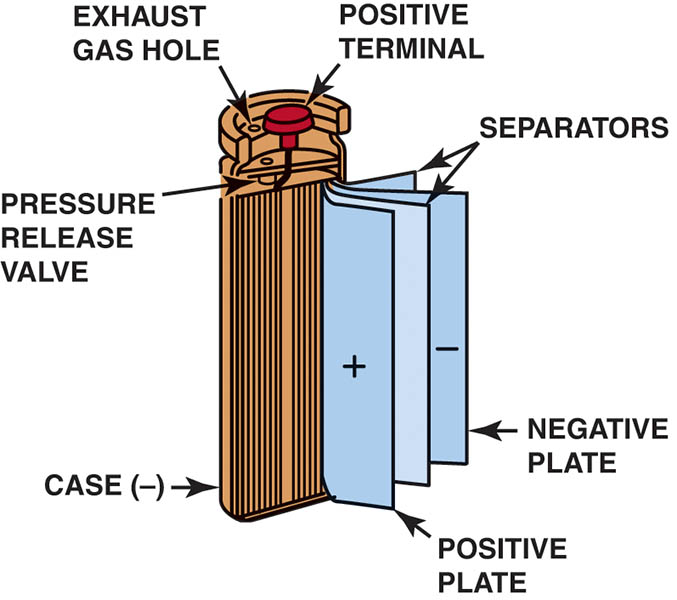 EXHAUST
GAS HOLE
POSITIVE
TERMINAL
SEPARATORS
PRESSURE
RELEASE
VALVE
+
–
NEGATIVE
PLATE
CASE (–)
POSITIVE
PLATE